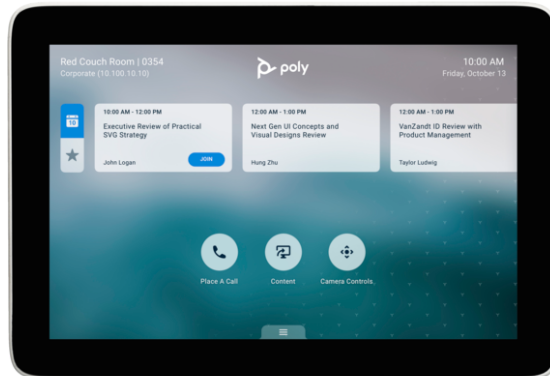 Red Couch Room | 0354
Corporate (10.100.10.10)
poly
10:00 AM
Friday, October 13
10
10:00 AM - 12:00 PM
Executive Review of Practical
SVG Strategy
John Logan
JOIN
12:00 AM - 1:00 PM
Next Gen UI Concepts and
Visual Designs Review
Hung Zhu
12:00 AM - 1:00 PM
VanZandt ID Review with
Product Management
Taylor Ludwig
Place A Call
Content
Camera Controls